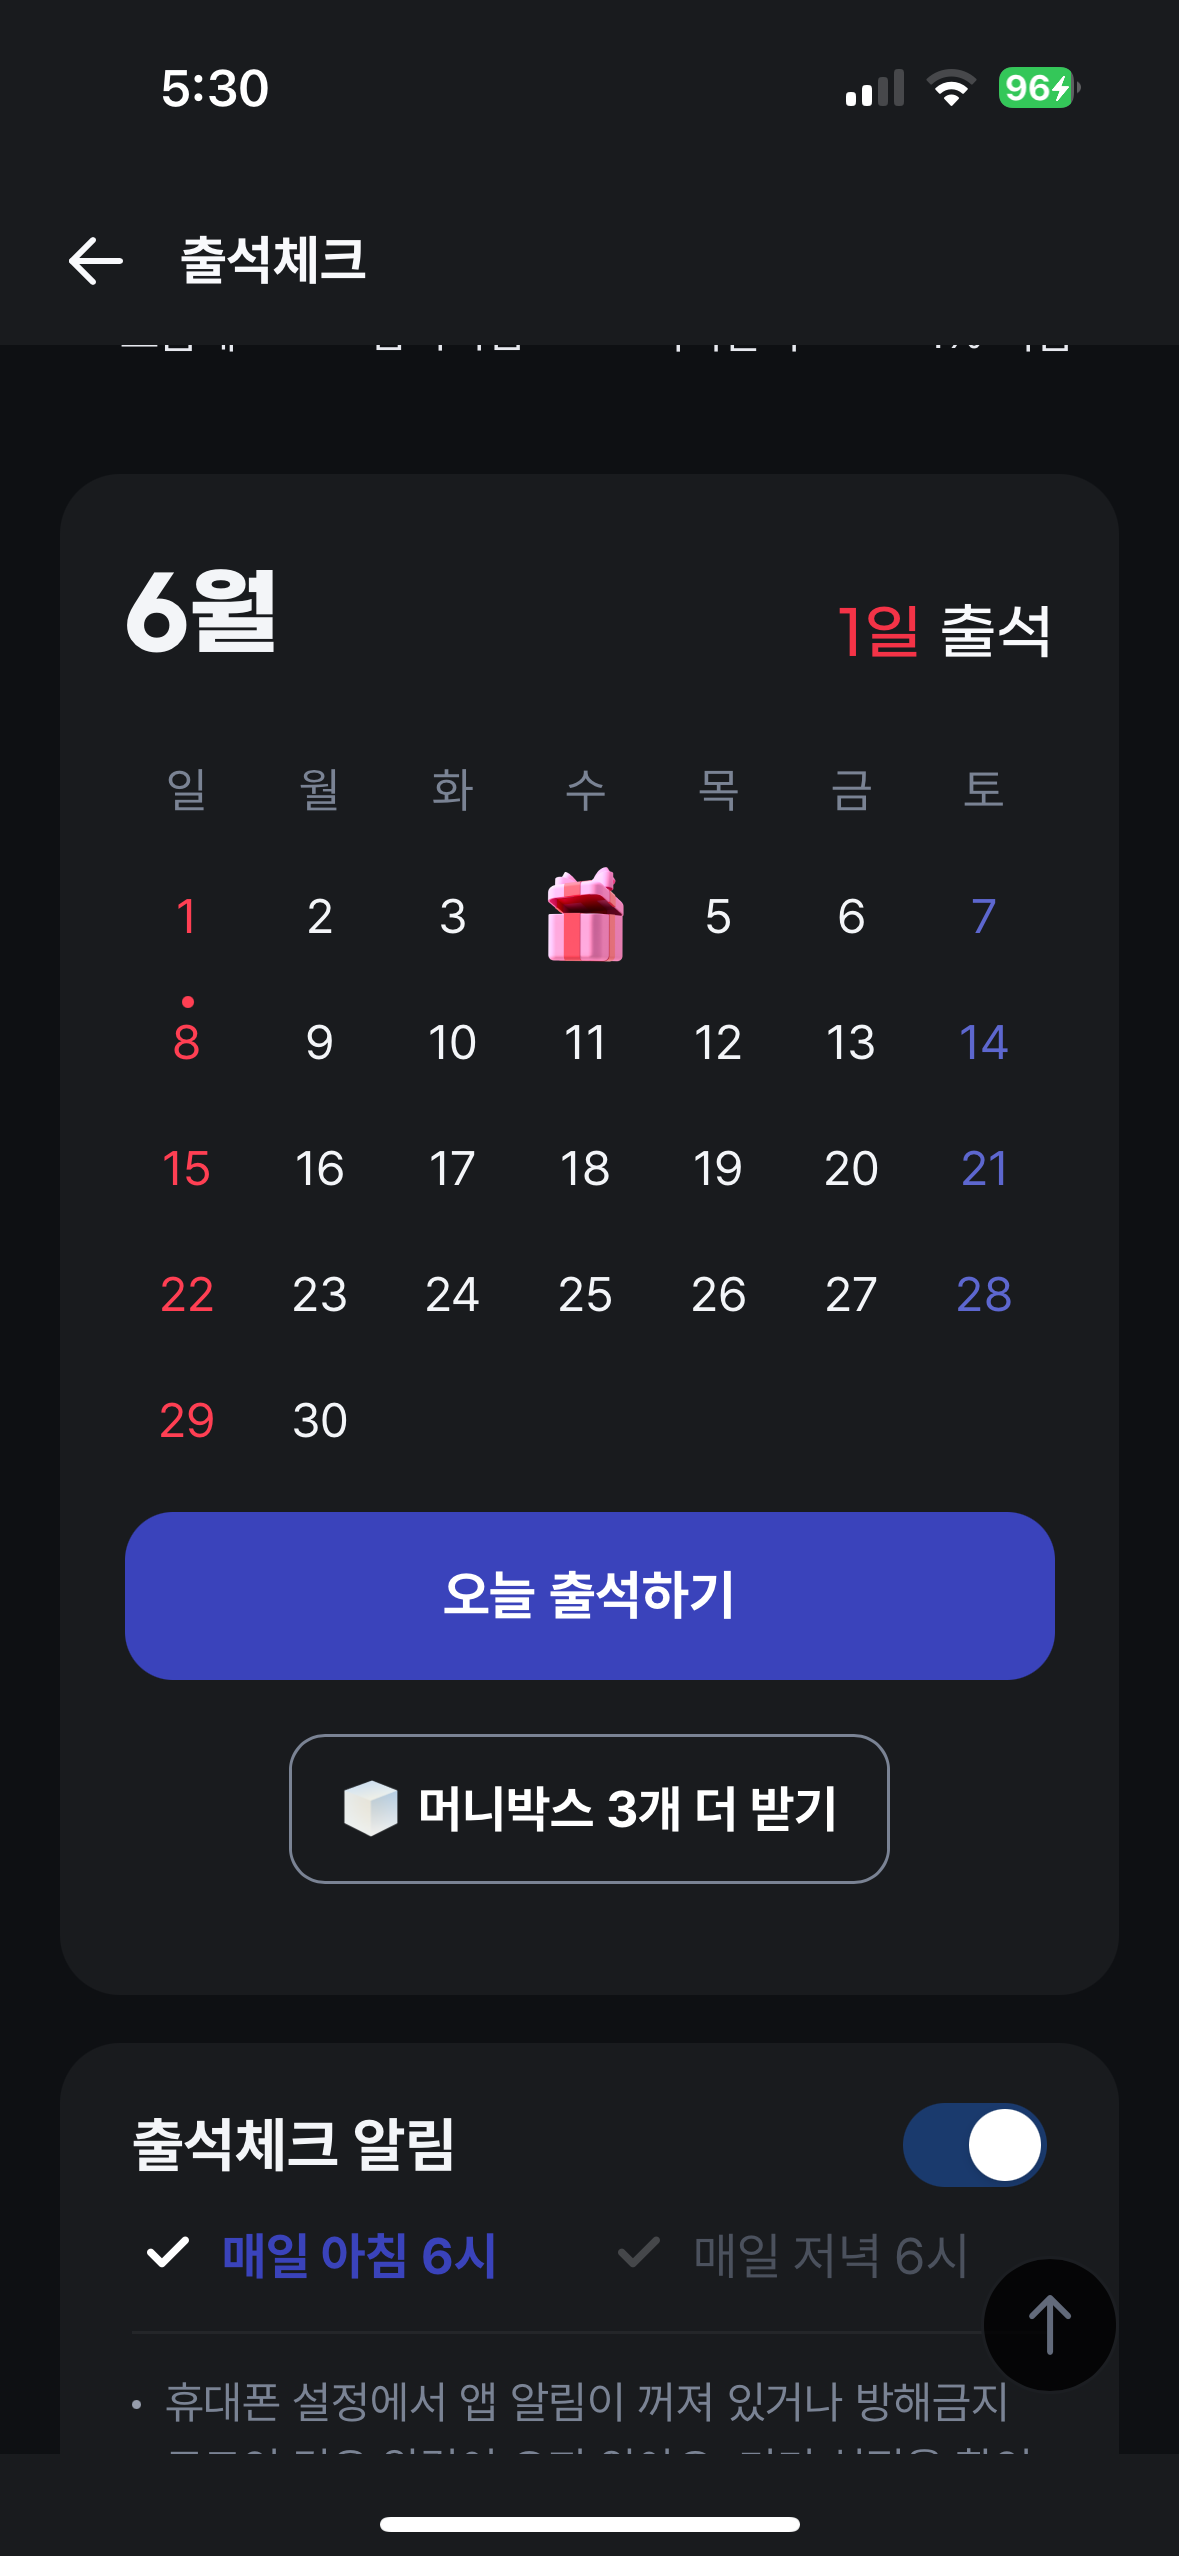 5:30
96
출석체크
6월
1일 출석
일 월 화 수 목 금 토
1 2 3 5 6 7
8 9 10 11 12 13 14
15 16 17 18 19 20 21
22 23 24 25 26 27 28
29 30
오늘 출석하기
머니박스 3개 더 받기
출석체크 알림
매일 아침 6시 매일 저녁 6시
• 휴대폰 설정에서 앱 알림이 꺼져 있거나 방해금지